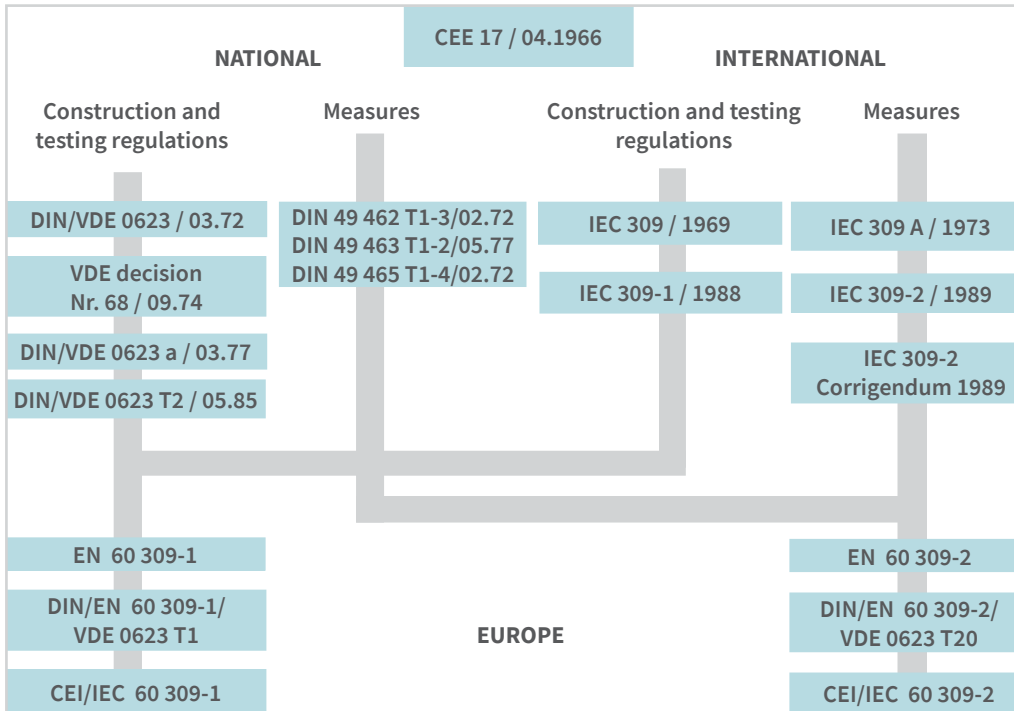 CEE 17 / 04.1966
NATIONAL
INTERNATIONAL
Construction and
testing regulations
Measures
Construction and testing
regulations
Measures
DIN/VDE 0623 / 03.72
VDE decision
Nr. 68 / 09.74
DIN/VDE 0623 a / 03.77
DIN/VDE 0623 T2 / 05.85
DIN 49 462 T1-3/02.72
DIN 49 463 T1-2/05.77
DIN 49 465 T1-4/02.72
IEC 309 / 1969
IEC 309-1 / 1988
IEC 309 A / 1973
IEC 309-2 / 1989
IEC 309-2
Corrigendum 1989
EN 60 309-1
DIN/EN 60 309-1/
VDE 0623 T1
CEI/IEC 60 309-1
EUROPE
EN 60 309-2
DIN/EN 60 309-2/
VDE 0623 T20
CEI/IEC 60 309-2